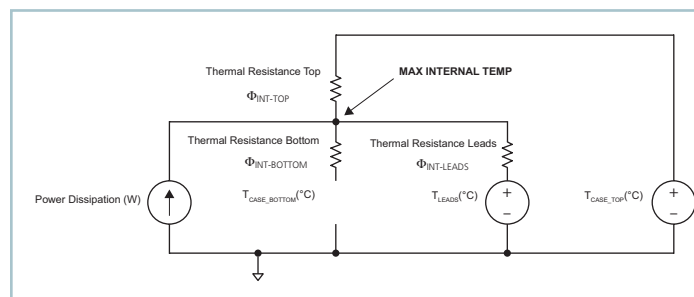 Thermal Resistance Top
MAX INTERNAL TEMP
ΦINT-TOP
Thermal Resistance Bottom
Thermal Resistance Leads
ΦINT-BOTTOM
ΦINT-LEADS
Power Dissipation (W)
TCASE_BOTTOM(°C)
TLEADS(°C)
+
−
TCASE_TOP(°C)
+
−